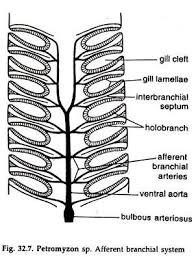 gill cleft
gill lamellae
interbranchial
septum
holobranch
afferent
branchial
arteries
ventral aorta
bulbous arteriosus
Fig. 32.7. Petromyzon sp. Afferent branchial system